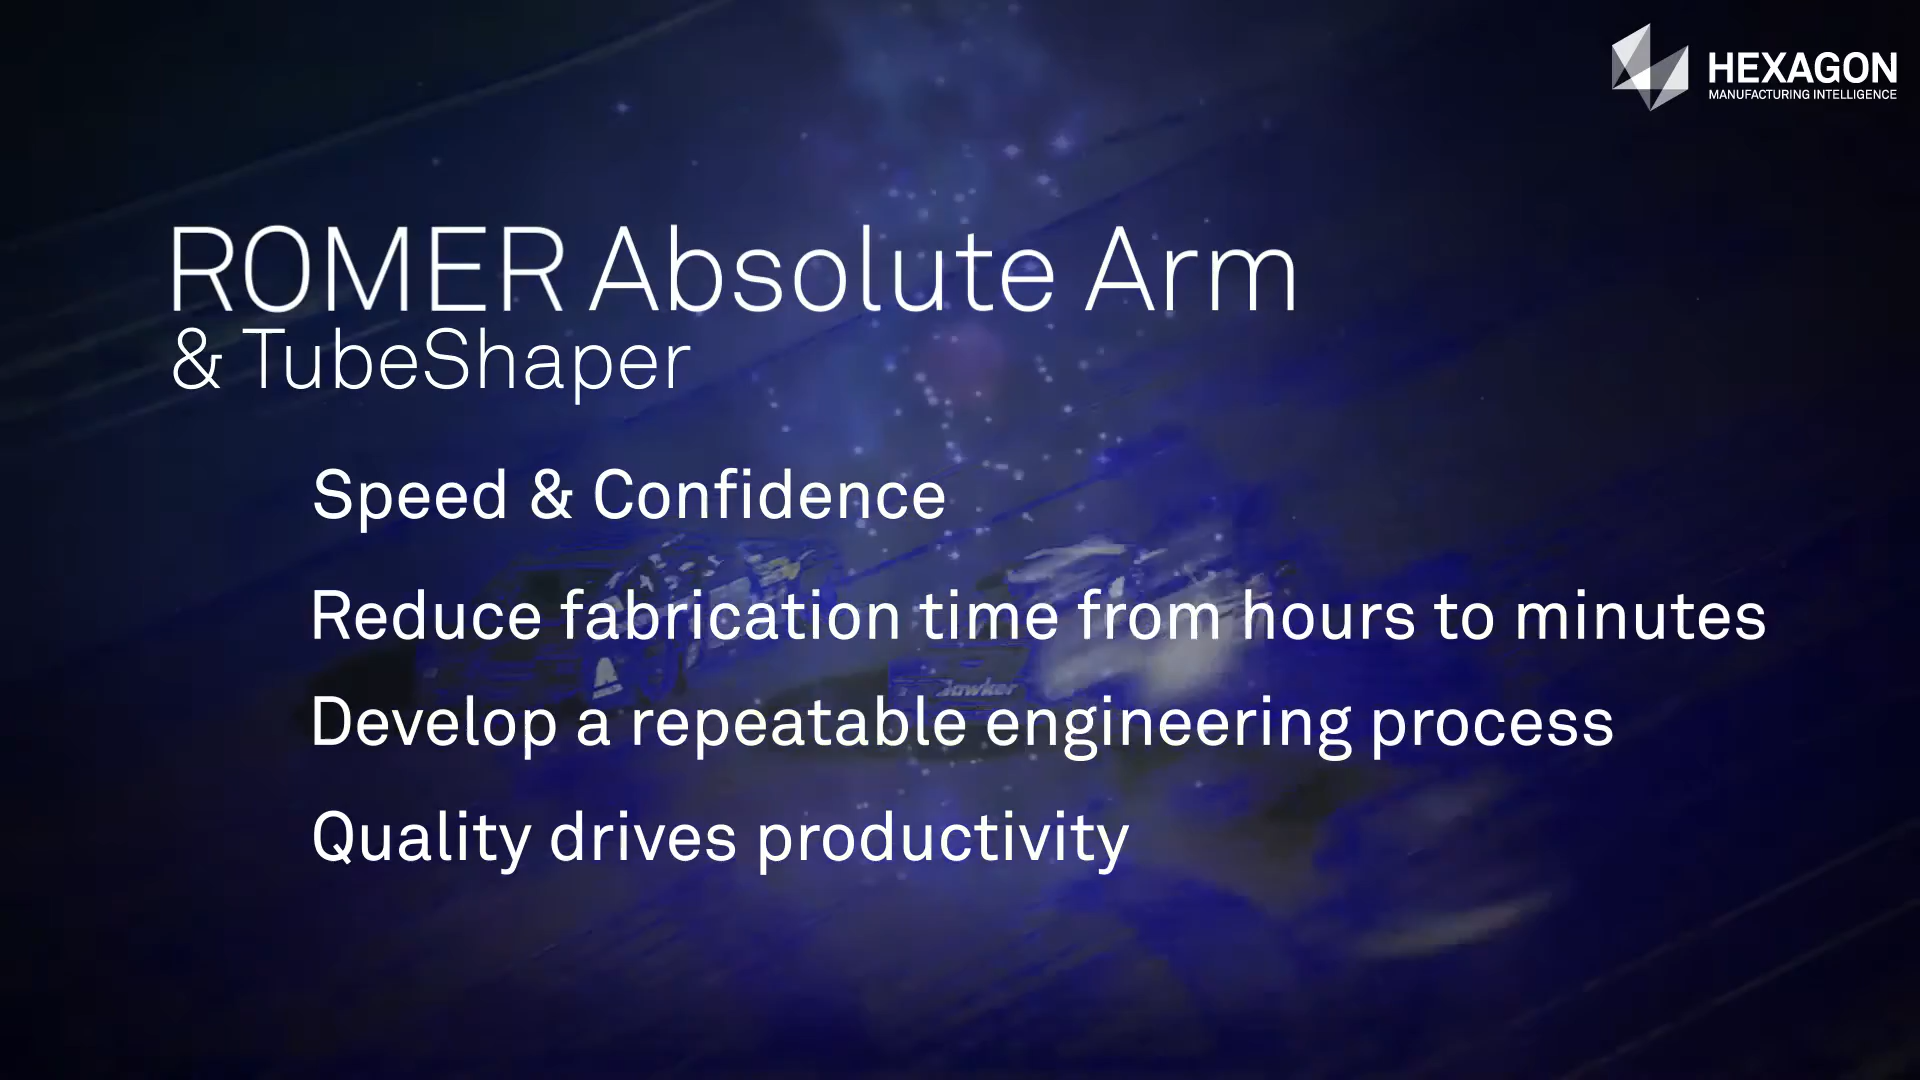 HEXAGON
MANUFACTURING INTELLIGENCE
ROMER Absolute Arm
& TubeShaper
Speed & Confidence
Reduce fabrication time from hours to minutes
Develop a repeatable engineering process
Quality drives productivity